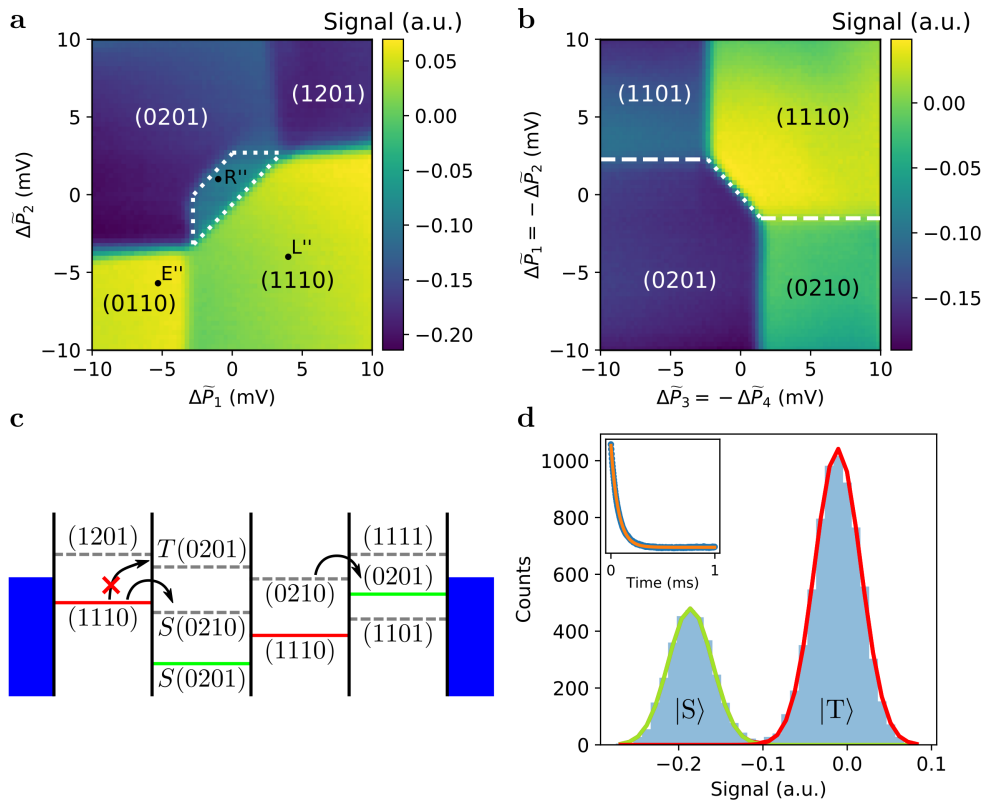 a
Signal (a.u.)
10
5
0
−5
−10
−10
−5
0
5
10
ΔP̃₂ (mV)
ΔP̃₁ (mV)
(0201)
(1201)
R''
L''
E''
(1110)
(0110)
0.05
0.00
−0.05
−0.10
−0.15
−0.20
b
Signal (a.u.)
10
5
0
−5
−10
−10
−5
0
5
10
ΔP̃₁ = − ΔP̃₂ (mV)
ΔP̃₃ = − ΔP̃₄ (mV)
(1101)
(1110)
(0201)
(0210)
0.00
−0.05
−0.10
−0.15
c
(1201)
T(0201)
(1111)
(0201)
(0210)
(1110)
S(0210)
(1110)
(1101)
S(0201)
d
1000
800
600
400
200
0
Counts
0
1
Time (ms)
|S⟩
|T⟩
−0.2
−0.1
0.0
0.1
Signal (a.u.)